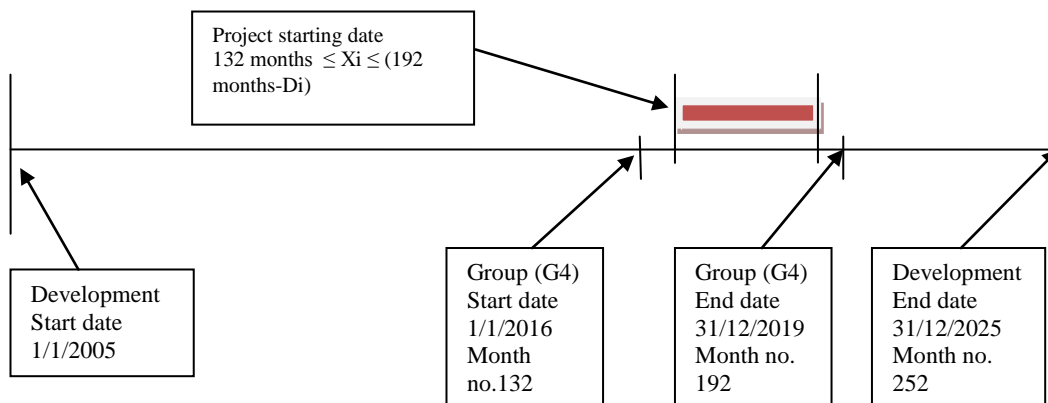 Project starting date
132 months ≤ Xi ≤ (192
months-Di)
Development
Start date
1/1/2005
Group (G4)
Start date
1/1/2016
Month
no.132
Group (G4)
End date
31/12/2019
Month no.
192
Development
End date
31/12/2025
Month no.
252